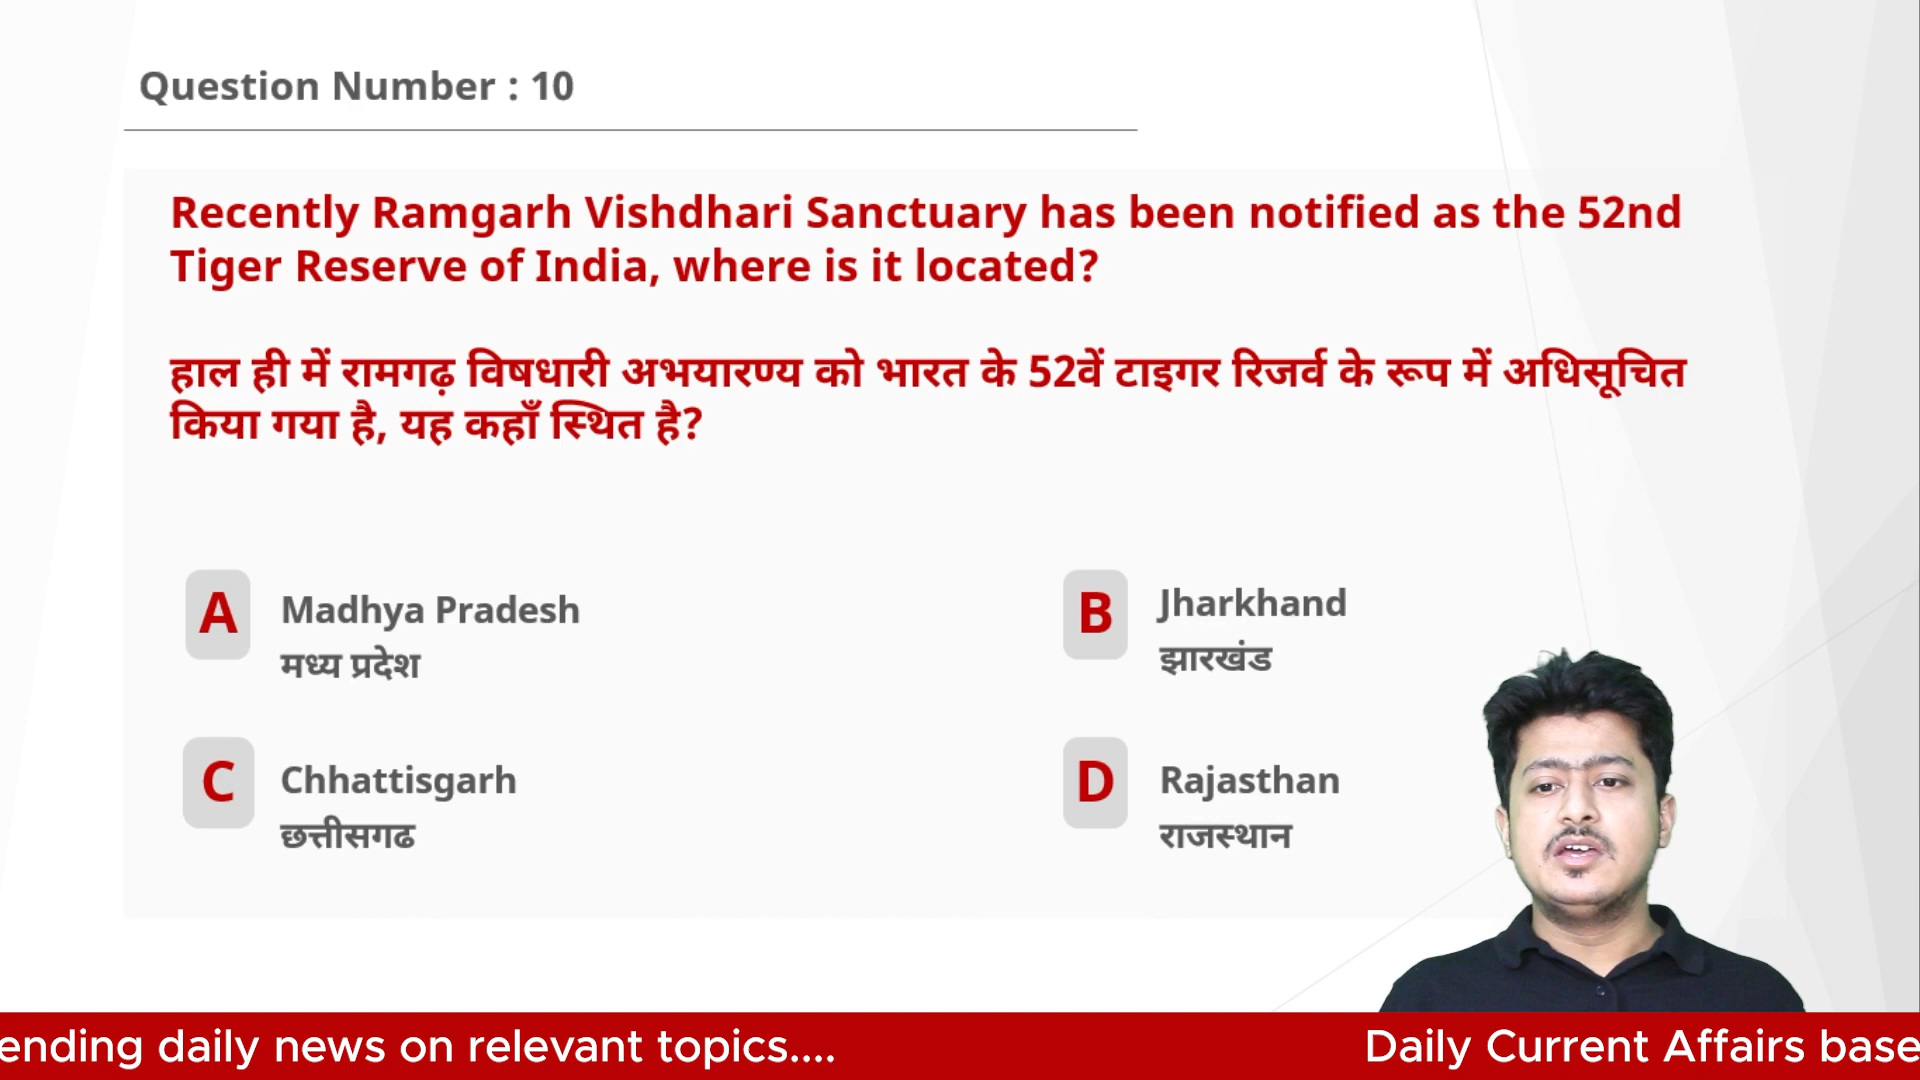 Question Number : 10
Recently Ramgarh Vishdhari Sanctuary has been notified as the 52nd
Tiger Reserve of India, where is it located?
हाल ही में रामगढ़ विषधारी अभयारण्य को भारत के 52वें टाइगर रिजर्व के रूप में अधिसूचित
किया गया है, यह कहाँ स्थित है?
A Madhya Pradesh
मध्य प्रदेश
B Jharkhand
झारखंड
C Chhattisgarh
छत्तीसगढ
D Rajasthan
राजस्थान
ending daily news on relevant topics....
Daily Current Affairs base